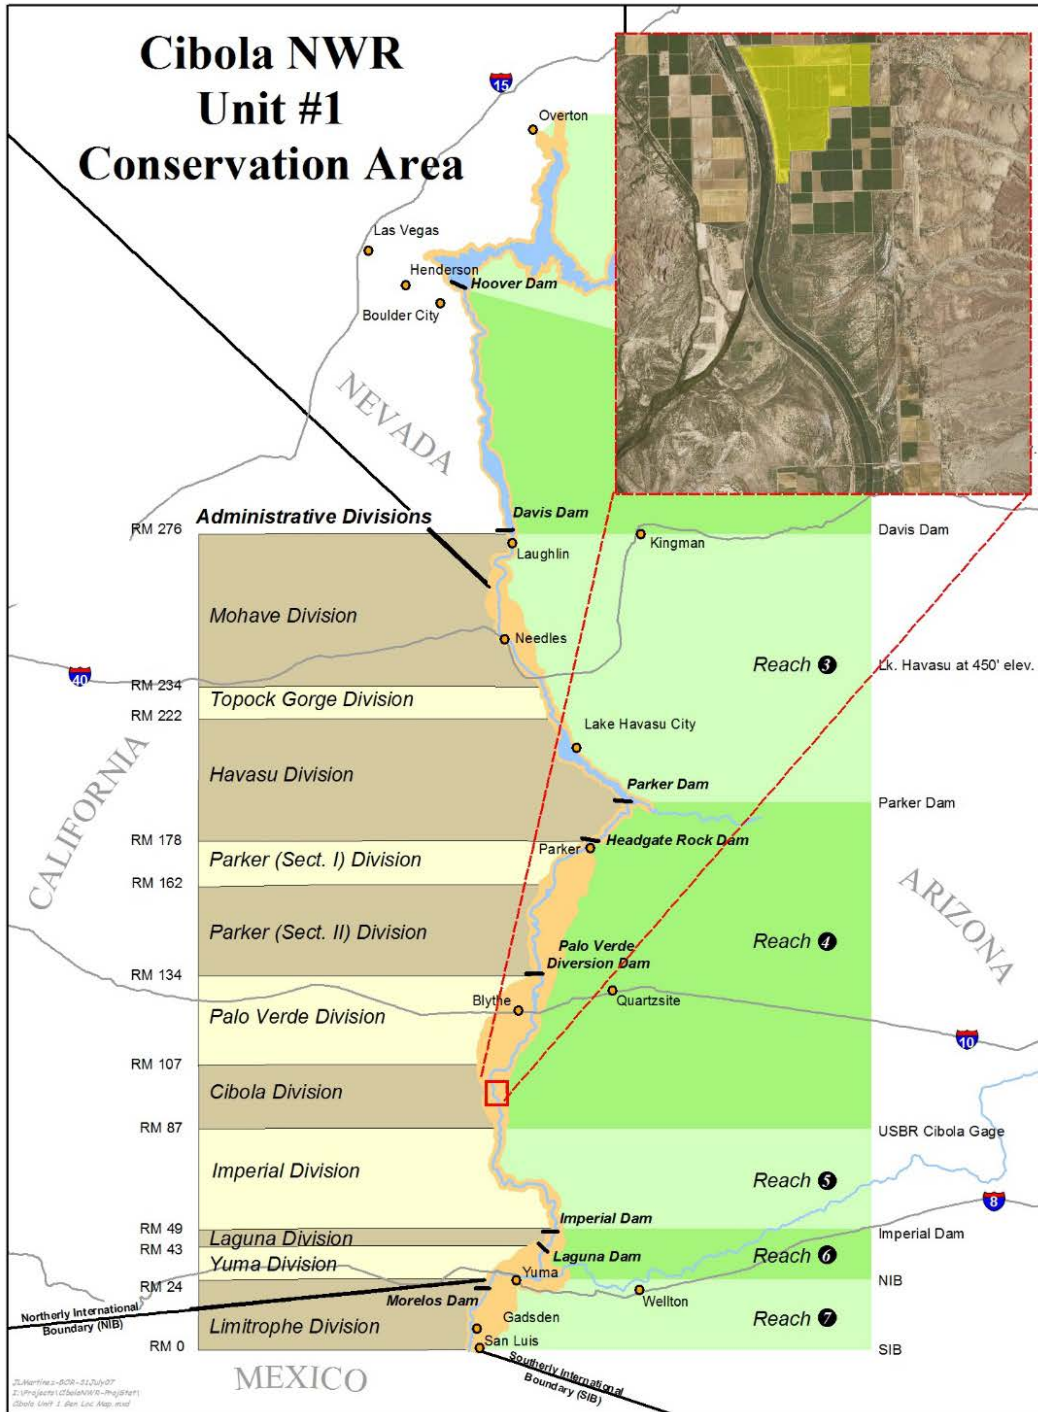 Cibola NWR
Unit #1
Conservation Area
15
Overton
Las Vegas
Henderson
Hoover Dam
Boulder City
NEVADA
Administrative Divisions
RM 276
Davis Dam
Laughlin
Kingman
Davis Dam
Mohave Division
Needles
Reach 3
Lk. Havasu at 450' elev.
40
RM 234
Topock Gorge Division
RM 222
Lake Havasu City
CALIFORNIA
Havasu Division
Parker Dam
Parker Dam
RM 178
Headgate Rock Dam
Parker
Parker (Sect. I) Division
RM 162
ARIZONA
Parker (Sect. II) Division
Reach 4
Palo Verde
Diversion Dam
RM 134
Blythe
Quartzsite
Palo Verde Division
10
RM 107
Cibola Division
RM 87
USBR Cibola Gage
Imperial Division
Reach 5
8
Imperial Dam
RM 49
Imperial Dam
Laguna Division
RM 43
Laguna Dam
Reach 6
Yuma Division
Yuma
NIB
RM 24
Morelos Dam
Wellton
Northerly International
Boundary (NIB)
Gadsden
Limitrophe Division
Reach 7
San Luis
RM 0
SIB
Southerly International
Boundary (SIB)
MEXICO